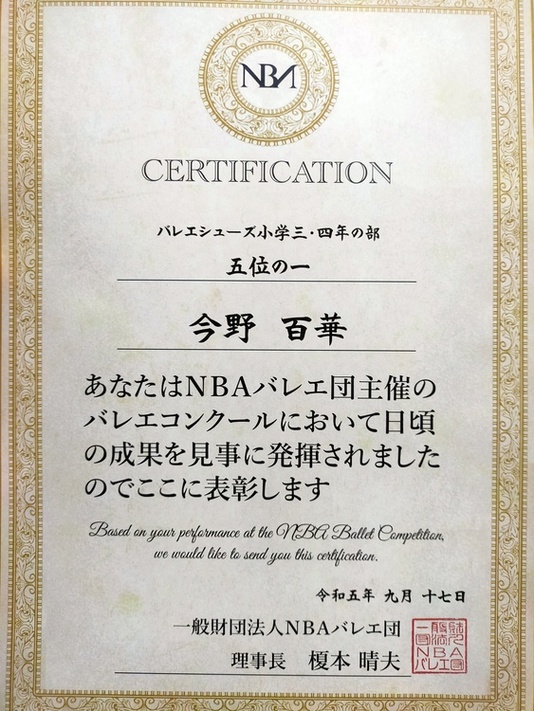 NBA
CERTIFICATION
バレエシューズ小学三・四年の部
五位の一
今野 百華
あなたはNBAバレエ団主催の
バレエコンクールにおいて日頃
の成果を見事に発揮されました
のでここに表彰します
Based on your performance at the NBA Ballet Competition,
we would like to send you this certification.
令和五年 九月 十七日
一般財団法人NBAバレエ団
理事長 榎本 晴夫